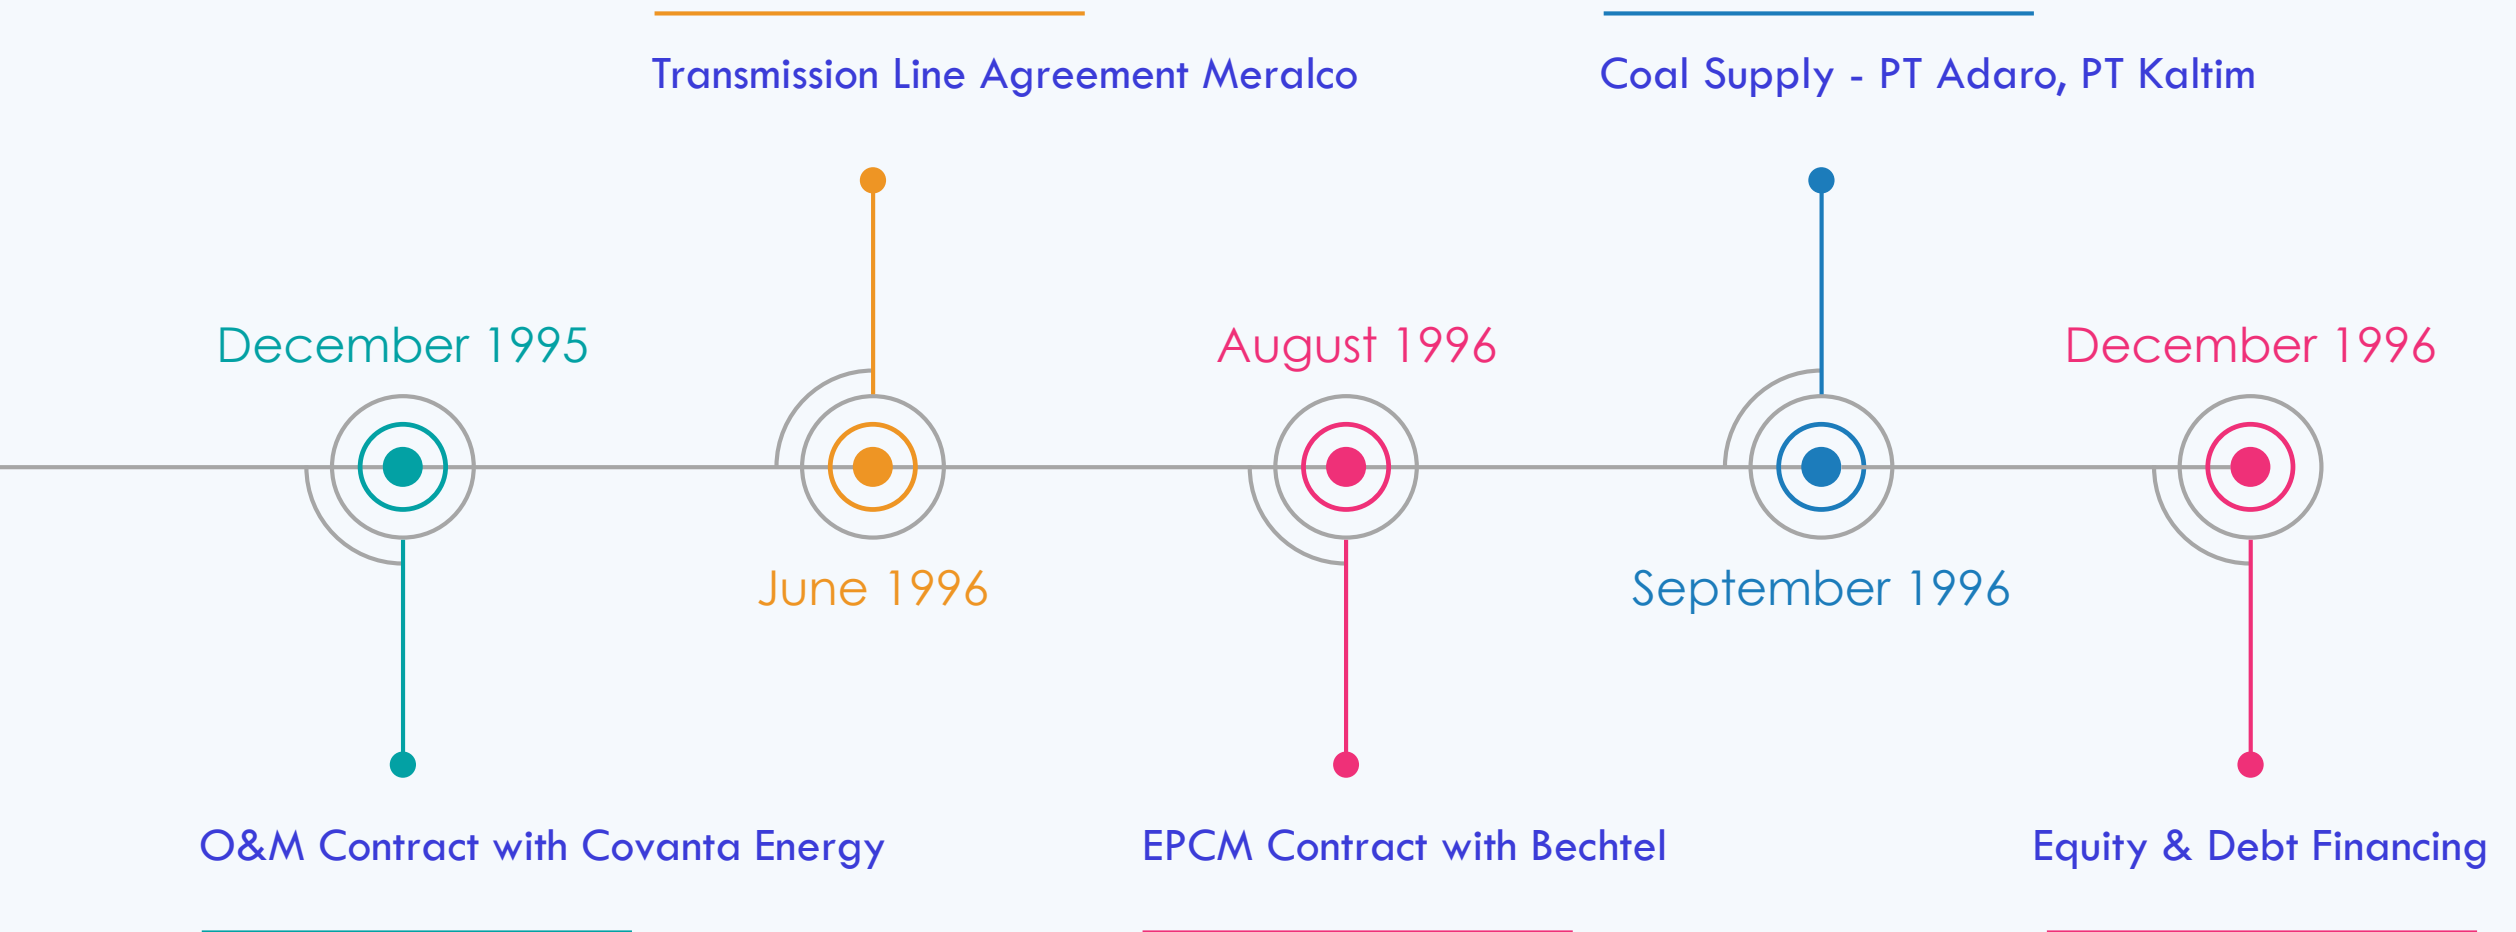 Transmission Line Agreement Meralco
Coal Supply - PT Adaro, PT Kaltim
December 1995
August 1996
December 1996
June 1996
September 1996
O&M Contract with Covanta Energy
EPCM Contract with Bechtel
Equity & Debt Financing